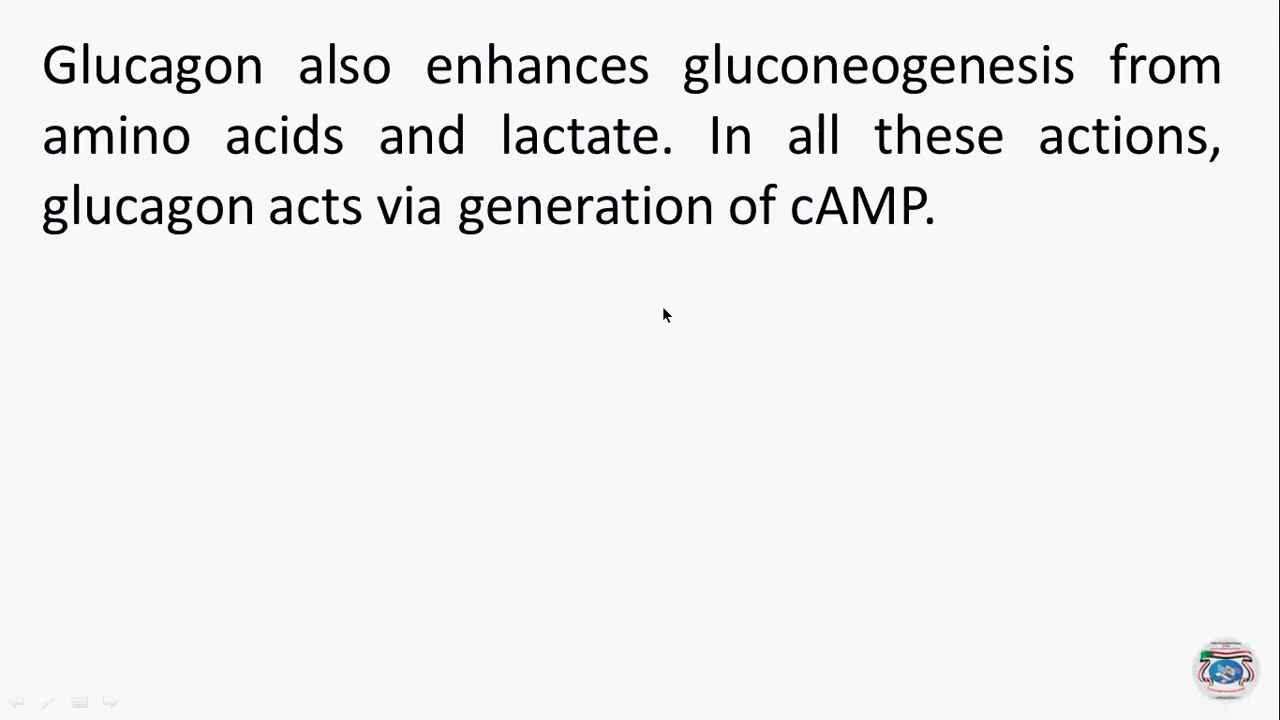 Glucagon also enhances gluconeogenesis from
amino acids and lactate. In all these actions,
glucagon acts via generation of cAMP.